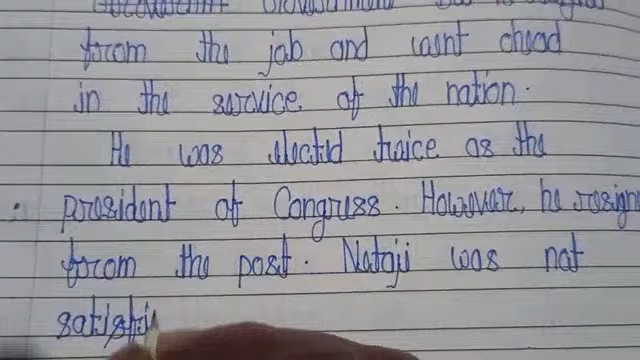 from the job and went ahead
in the service of the nation.
He was elected twice as the
president of Congress. However, he resign
from the post. Netaji was not
satisfi